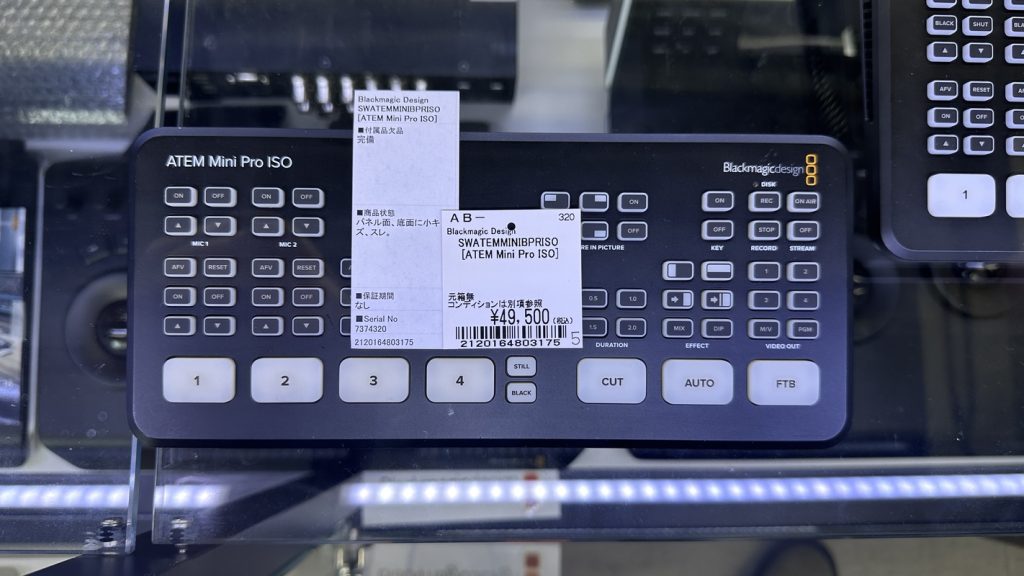 ATEM Mini Pro ISO
Blackmagicdesign
ON OFF ON OFF
MIC 1 MIC 2
AFV RESET AFV RESET
ON OFF ON OFF
1 2 3 4
STILL
BLACK
CUT AUTO FTB
Blackmagic Design
SWATEMMINIBPRISO
[ATEM Mini Pro ISO]
■付属品欠品
完備
■商品状態
パネル面、底面に小キ
ズ、スレ。
■保証期間
なし
■Serial No
7374320
2120164803175
AB-
320
Blackmagic Design
SWATEMMINIBPRISO
[ATEM Mini Pro ISO]
元箱無
コンディションは別項参照
¥49,500(税込)
2120164803175
5
ON
OFF
RE IN PICTURE
0.5 1.0
1.5 2.0
DURATION
ON
OFF
KEY
MIX DIP
EFFECT
DISK
REC ON AIR
STOP OFF
RECORD STREAM
1 2
3 4
M/V PGM
VIDEO OUT
BLACK SHUT
AFV RESET
ON OFF
1